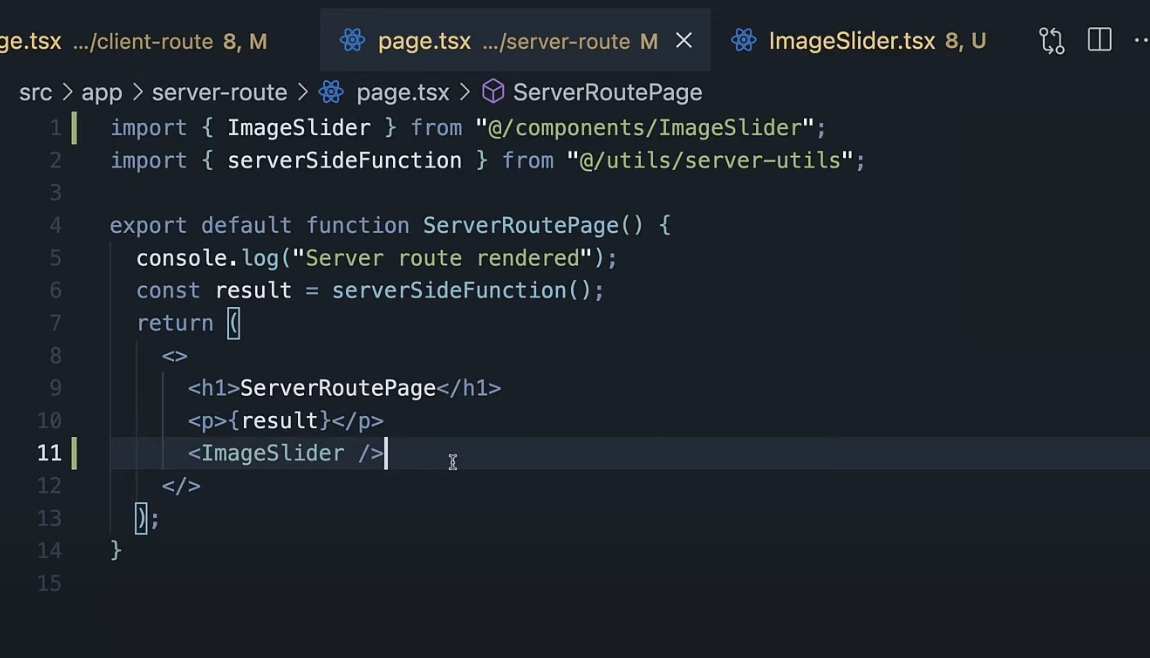 ge.tsx .../client-route 8, M page.tsx .../server-route M ImageSlider.tsx 8, U
src > app > server-route > page.tsx > ServerRoutePage
1 import { ImageSlider } from "@/components/ImageSlider";
2 import { serverSideFunction } from "@/utils/server-utils";
3
4 export default function ServerRoutePage() {
5 console.log("Server route rendered");
6 const result = serverSideFunction();
7 return (
8 <>
9 <h1>ServerRoutePage</h1>
10 <p>{result}</p>
11 <ImageSlider />
12 </>
13 );
14 }
15